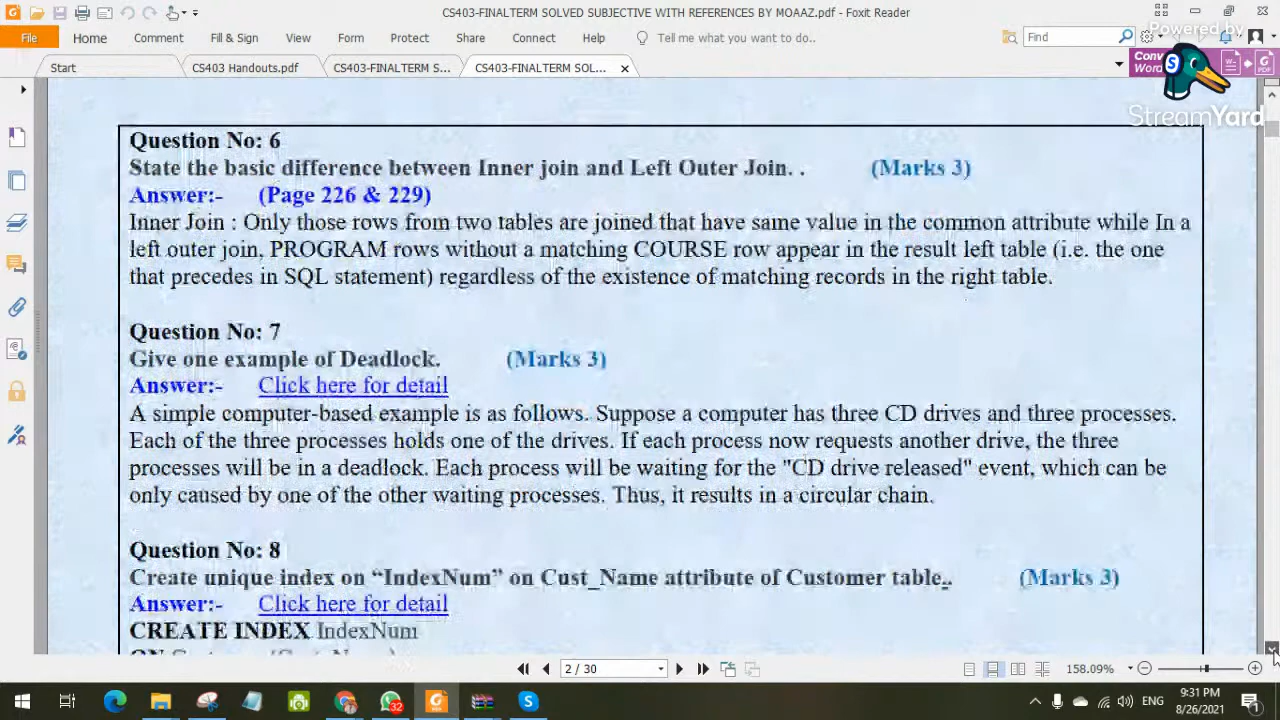 CS403-FINALTERM SOLVED SUBJECTIVE WITH REFERENCES BY MOAAZ.pdf - Foxit Reader
Powered by
File Home Comment Fill & Sign View Form Protect Share Connect Help Tell me what you want to do.. Find
Start CS403 Handouts.pdf CS403-FINALTERM S... CS403-FINALTERM SOL...
StreamYard
Question No: 6
State the basic difference between Inner join and Left Outer Join. . (Marks 3)
Answer:- (Page 226 & 229)
Inner Join : Only those rows from two tables are joined that have same value in the common attribute while In a
left outer join, PROGRAM rows without a matching COURSE row appear in the result left table (i.e. the one
that precedes in SQL statement) regardless of the existence of matching records in the right table.
Question No: 7
Give one example of Deadlock. (Marks 3)
Answer:- Click here for detail
A simple computer-based example is as follows. Suppose a computer has three CD drives and three processes.
Each of the three processes holds one of the drives. If each process now requests another drive, the three
processes will be in a deadlock. Each process will be waiting for the "CD drive released" event, which can be
only caused by one of the other waiting processes. Thus, it results in a circular chain.
Question No: 8
Create unique index on “IndexNum” on Cust_Name attribute of Customer table.. (Marks 3)
Answer:- Click here for detail
CREATE INDEX IndexNum
2 / 30 158.09%
32 ENG 9:31 PM
8/26/2021